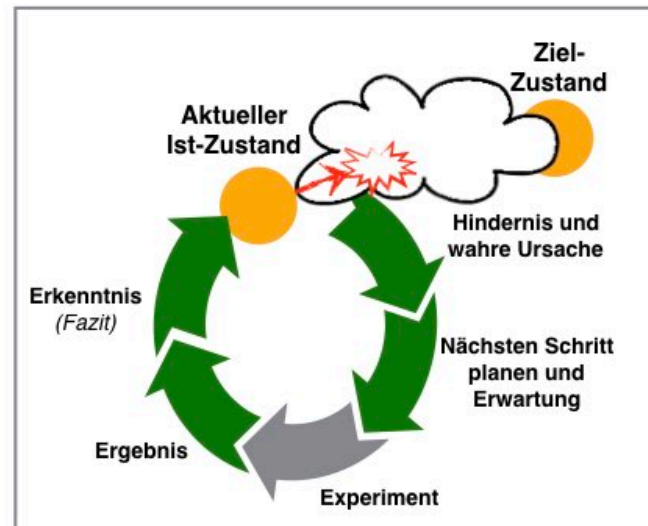 Ziel-
Zustand
Aktueller
Ist-Zustand
Hindernis und
wahre Ursache
Erkenntnis
(Fazit)
Nächsten Schritt
planen und
Erwartung
Ergebnis
Experiment